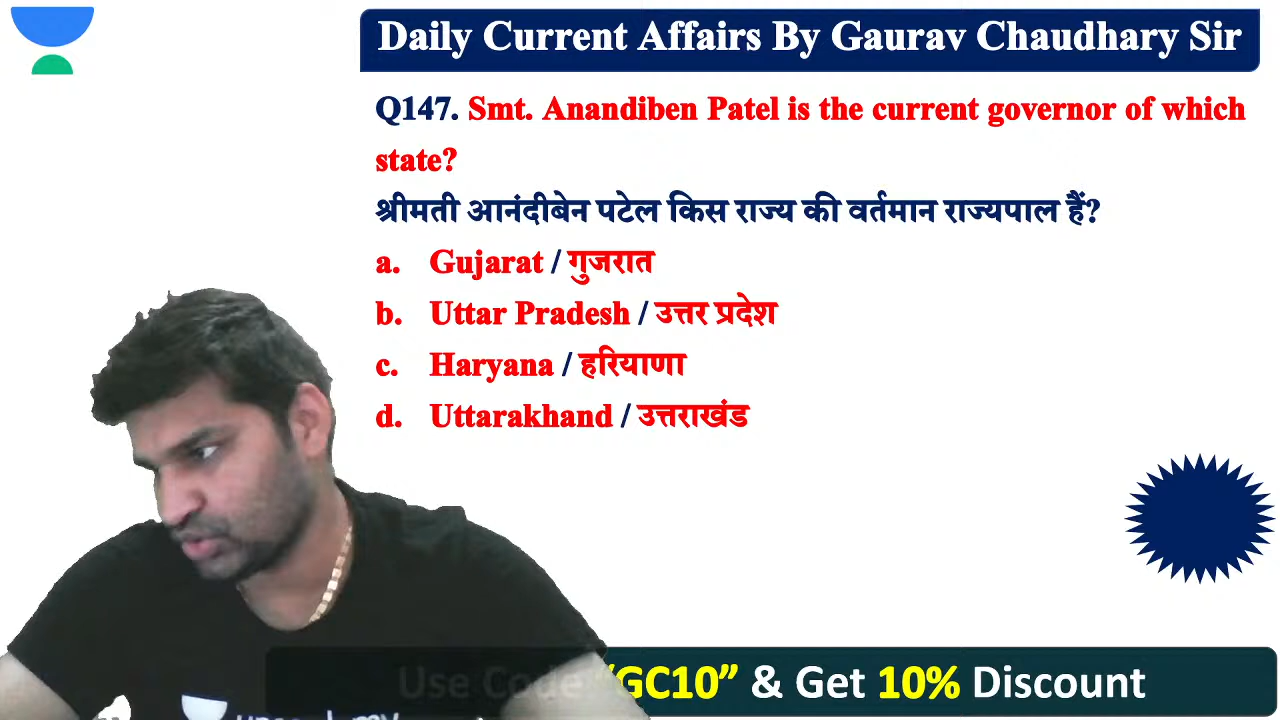 Daily Current Affairs By Gaurav Chaudhary Sir
Q147. Smt. Anandiben Patel is the current governor of which
state?
श्रीमती आनंदीबेन पटेल किस राज्य की वर्तमान राज्यपाल हैं?
a. Gujarat / गुजरात
b. Uttar Pradesh / उत्तर प्रदेश
c. Haryana / हरियाणा
d. Uttarakhand / उत्तराखंड
Use Code “GC10” & Get 10% Discount